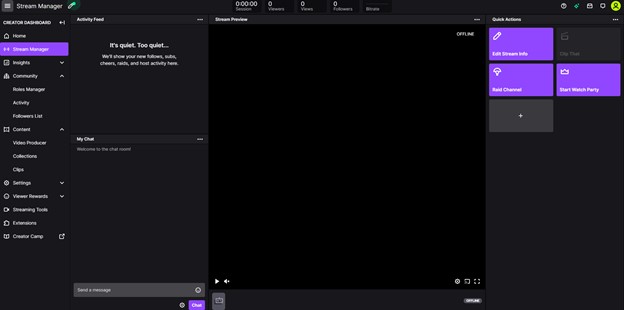 Stream Manager
0:00:00
Session
0
Viewers
0
Views
0
Followers
Bitrate
CREATOR DASHBOARD
Home
Stream Manager
Insights
Community
Roles Manager
Activity
Followers List
Content
Video Producer
Collections
Clips
Settings
Viewer Rewards
Streaming Tools
Extensions
Creator Camp
Activity Feed
It's quiet. Too quiet...
We'll show your new follows, subs,
cheers, raids, and host activity here.
My Chat
Welcome to the chat room!
Send a message
Chat
Stream Preview
OFFLINE
OFFLINE
Quick Actions
Edit Stream Info
Clip That
Raid Channel
Start Watch Party